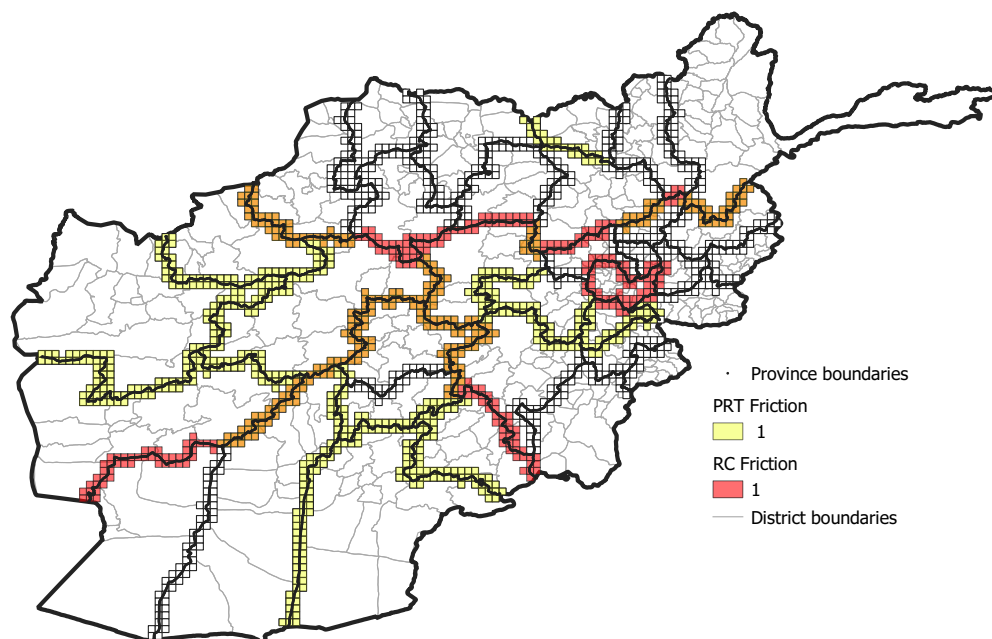 Province boundaries
PRT Friction
1
RC Friction
1
District boundaries